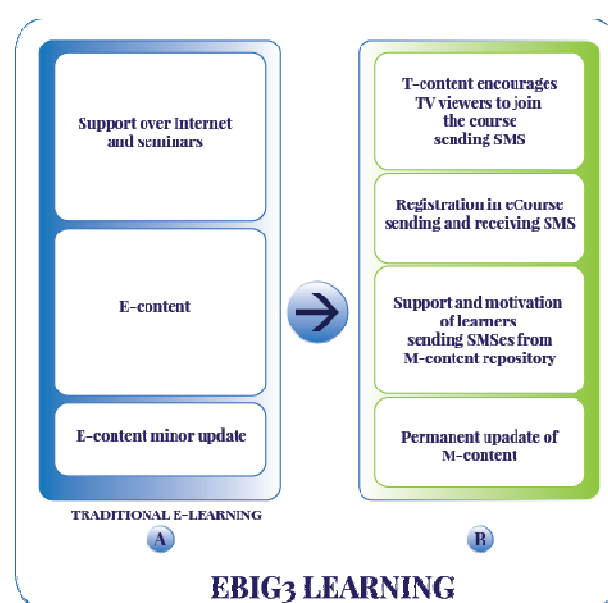 Support over Internet
and seminars
E-content
E-content minor update
TRADITIONAL E-LEARNING
A
T-content encourages
TV viewers to join
the course
sending SMS
Registration in eCourse
sending and receiving SMS
Support and motivation
of learners
sending SMSes from
M-content repository
Permanent upadate of
M-content
B
EBIG3 LEARNING